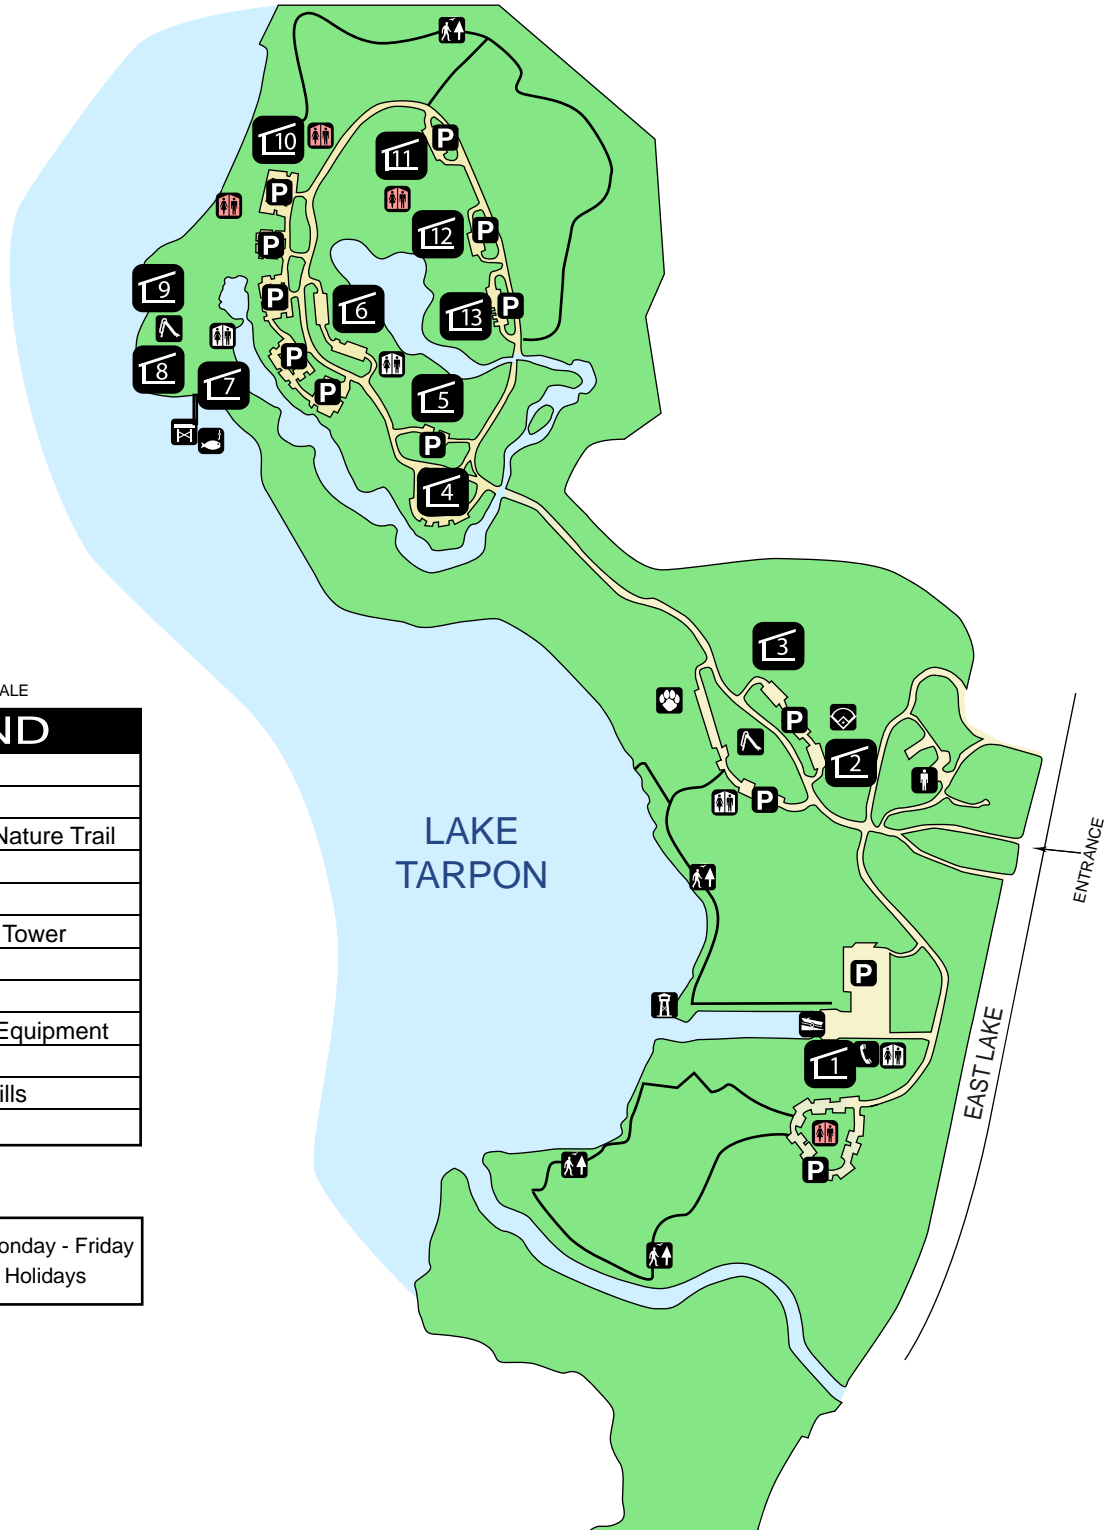 10
P
11
P
P
12
P
P
9
6
13
P
P
8
7
P
5
P
4
3
ALE
ND
P
2
P
Nature Trail
LAKE
TARPON
ENTRANCE
Tower
P
Equipment
EAST LAKE
1
ills
P
onday - Friday
Holidays